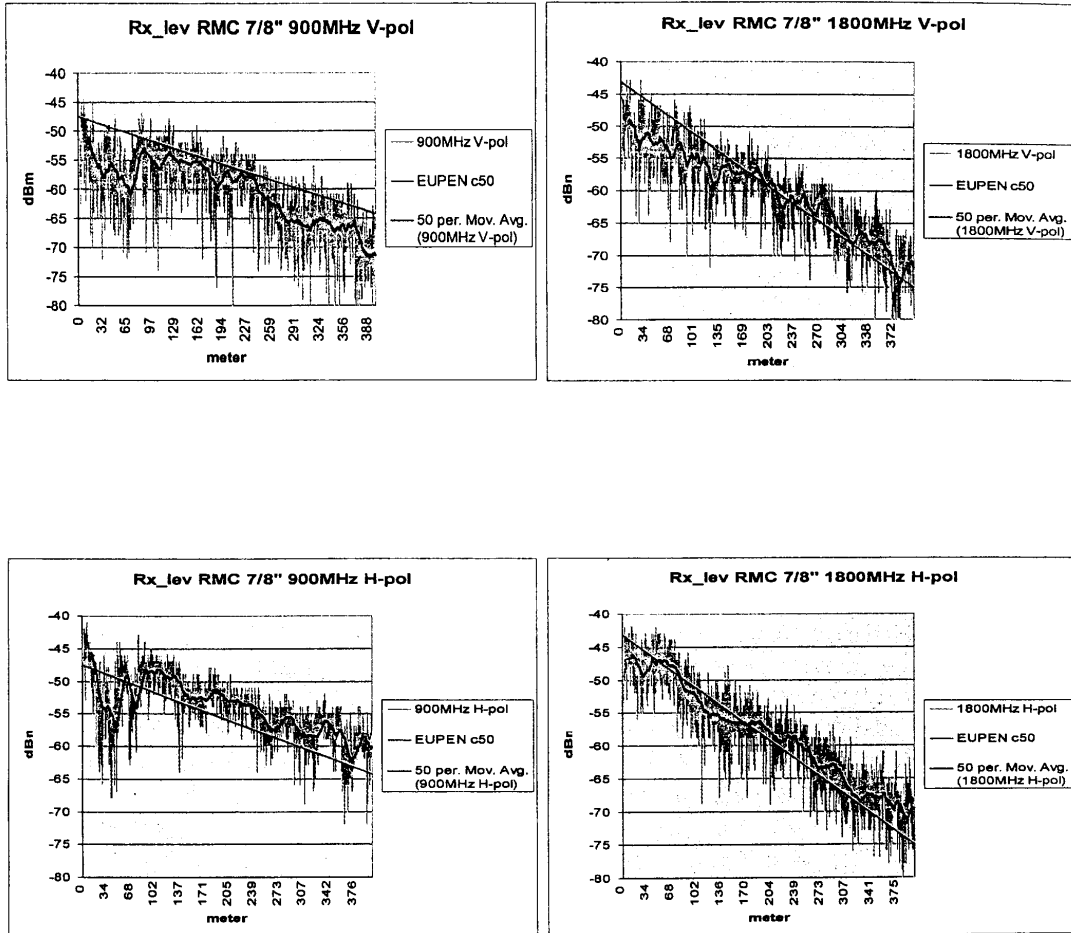 Rx_lev RMC 7/8" 900MHz V-pol
-40
-45
-50
-55
-60
-65
-70
-75
-80
dBm
0 32 65 97 129 162 194 227 259 291 324 356 388
meter
900MHz V-pol
EUPEN c50
50 per. Mov. Avg.
(900MHz V-pol)
Rx_lev RMC 7/8" 1800MHz V-pol
-40
-45
-50
-55
-60
-65
-70
-75
-80
dBm
0 34 68 101 135 169 203 237 270 304 338 372
meter
1800MHz V-pol
EUPEN c50
50 per. Mov. Avg.
(1800MHz V-pol)
Rx_lev RMC 7/8" 900MHz H-pol
-40
-45
-50
-55
-60
-65
-70
-75
-80
dBm
0 34 68 102 137 171 205 239 273 307 342 376
meter
900MHz H-pol
EUPEN c50
50 per. Mov. Avg.
(900MHz H-pol)
Rx_lev RMC 7/8" 1800MHz H-pol
-40
-45
-50
-55
-60
-65
-70
-75
-80
dBm
0 34 68 102 136 170 204 239 273 307 341 375
meter
1800MHz H-pol
EUPEN c50
50 per. Mov. Avg.
(1800MHz H-pol)